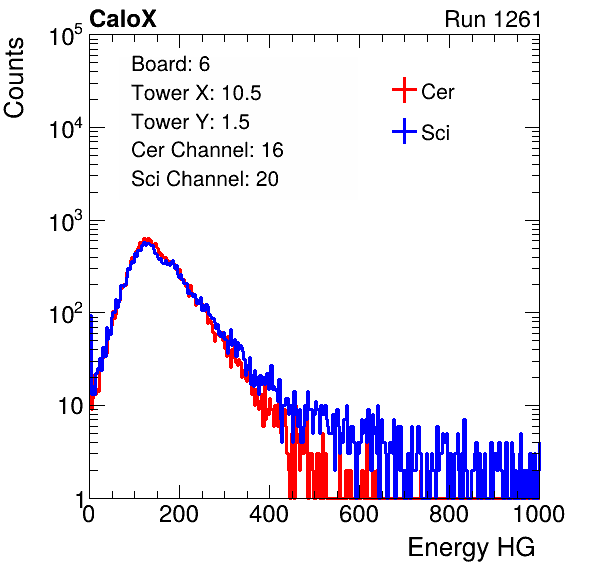 CaloX
Run 1261
Counts
10^5
10^4
10^3
10^2
10
1
Board: 6
Tower X: 10.5
Tower Y: 1.5
Cer Channel: 16
Sci Channel: 20
Cer
Sci
0 200 400 600 800 1000
Energy HG